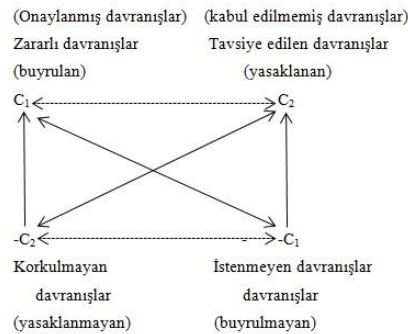 (Onaylanmış davranışlar) (kabul edilmemiş davranışlar)
Zararlı davranışlar Tavsiye edilen davranışlar
(buyrulan) (yasaklanan)
C₁ C₂
-C₂ -C₁
Korkulmayan İstenmeyen davranışlar
davranışlar davranışlar
(yasaklanmayan) (buyrulmayan)